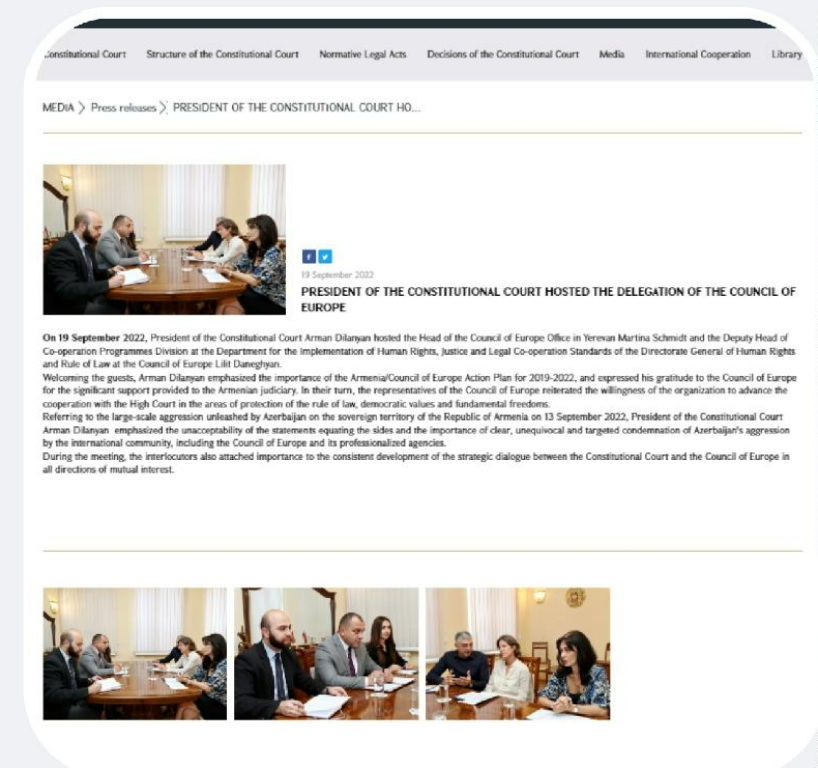 Constitutional Court Structure of the Constitutional Court Normative Legal Acts Decisions of the Constitutional Court Media International Cooperation Library
MEDIA > Press releases > PRESIDENT OF THE CONSTITUTIONAL COURT HO...
19 September 2022
PRESIDENT OF THE CONSTITUTIONAL COURT HOSTED THE DELEGATION OF THE COUNCIL OF
EUROPE
On 19 September 2022, President of the Constitutional Court Arman Dilanyan hosted the Head of the Council of Europe Office in Yerevan Martina Schmidt and the Deputy Head of
Co-operation Programmes Division at the Department for the Implementation of Human Rights, Justice and Legal Co-operation Standards of the Directorate General of Human Rights
and Rule of Law at the Council of Europe Lilit Daneghyan.
Welcoming the guests, Arman Dilanyan emphasized the importance of the Armenia/Council of Europe Action Plan for 2019-2022, and expressed his gratitude to the Council of Europe
for the significant support provided to the Armenian judiciary. In their turn, the representatives of the Council of Europe reiterated the willingness of the organization to advance the
cooperation with the High Court in the areas of protection of the rule of law, democratic values and fundamental freedoms.
Referring to the large-scale aggression unleashed by Azerbaijan on the sovereign territory of the Republic of Armenia on 13 September 2022, President of the Constitutional Court
Arman Dilanyan emphasized the unacceptability of the statements equating the sides and the importance of clear, unequivocal and targeted condemnation of Azerbaijan's aggression
by the international community, including the Council of Europe and its professionalized agencies.
During the meeting, the interlocutors also attached importance to the consistent development of the strategic dialogue between the Constitutional Court and the Council of Europe in
all directions of mutual interest.